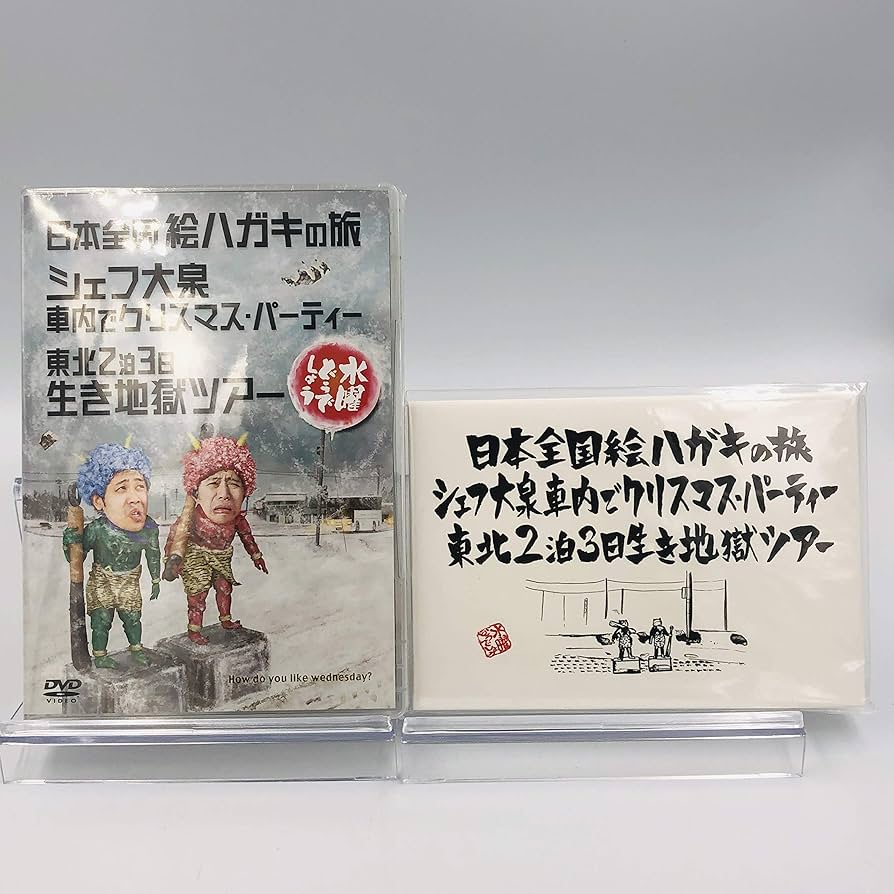 日本全国絵ハガキの旅
シェフ大泉
車内でクリスマス・パーティー
東北2泊3日
生き地獄ツアー
水曜
どうで
しょう
How do you like wednesday?
DVD
VIDEO
日本全国絵ハガキの旅
シェフ大泉車内でクリスマス・パーティー
東北2泊3日生き地獄ツアー